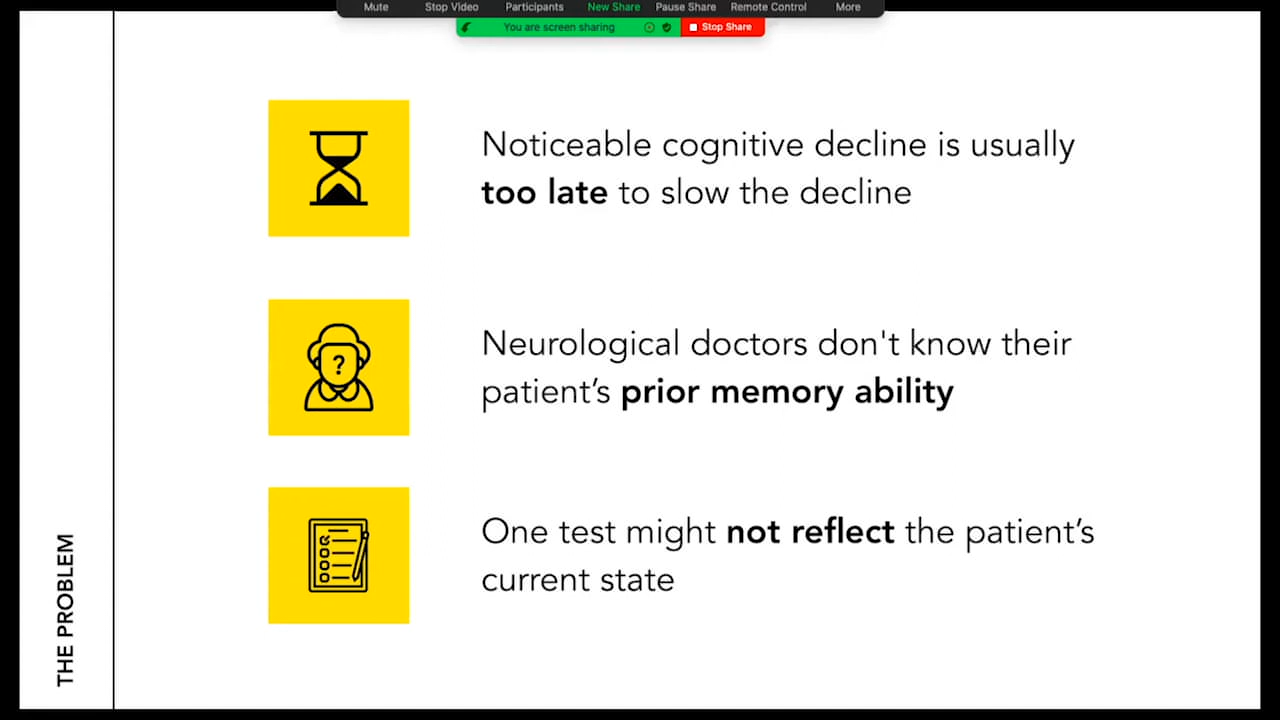 Mute Stop Video Participants New Share Pause Share Remote Control More
You are screen sharing Stop Share
Noticeable cognitive decline is usually
too late to slow the decline
?
Neurological doctors don't know their
patient’s prior memory ability
One test might not reflect the patient’s
current state
THE PROBLEM